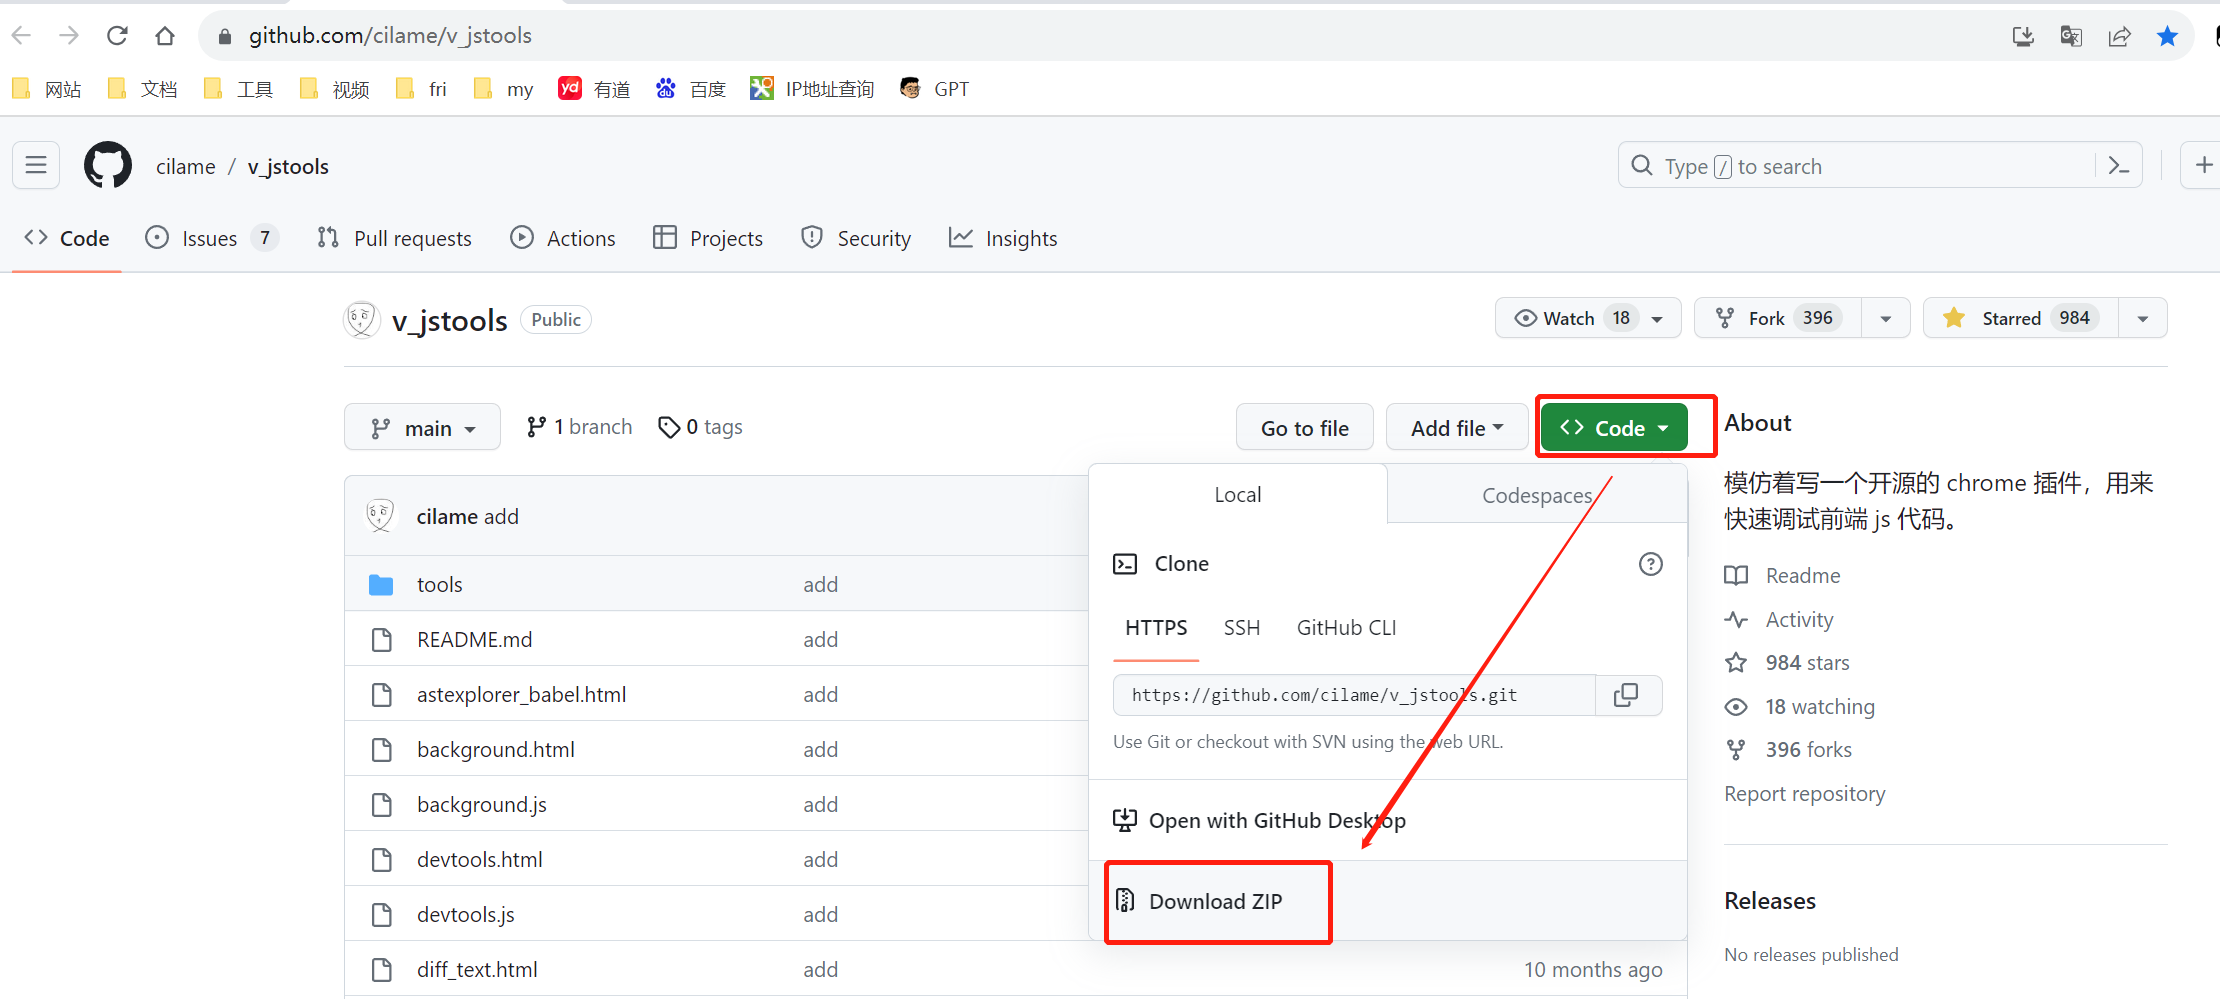 github.com/cilame/v_jstools
网站 文档 工具 视频 fri my yd 有道 du 百度 IP地址查询 GPT
cilame / v_jstools
Type / to search
Code Issues 7 Pull requests Actions Projects Security Insights
v_jstools Public
Watch 18 Fork 396 Starred 984
main 1 branch 0 tags
Go to file Add file Code
About
模仿着写一个开源的 chrome 插件，用来
快速调试前端 js 代码。
Readme
Activity
984 stars
18 watching
396 forks
Report repository
Releases
No releases published
Local Codespaces
Clone
HTTPS SSH GitHub CLI
https://github.com/cilame/v_jstools.git
Use Git or checkout with SVN using the web URL.
Open with GitHub Desktop
Download ZIP
cilame add
tools add
README.md add
astexplorer_babel.html add
background.html add
background.js add
devtools.html add
devtools.js add
diff_text.html add 10 months ago